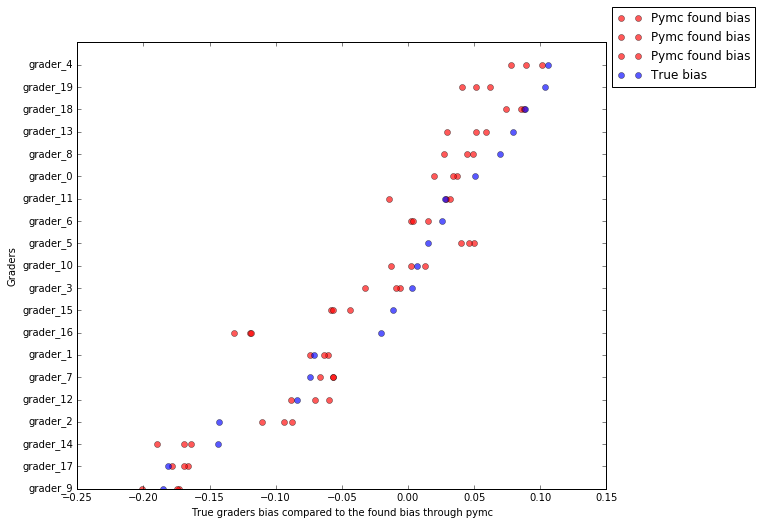 Pymc found bias
Pymc found bias
Pymc found bias
True bias
grader_4
grader_19
grader_18
grader_13
grader_8
grader_0
grader_11
grader_6
grader_5
grader_10
grader_3
grader_15
grader_16
grader_1
grader_7
grader_12
grader_2
grader_14
grader_17
grader_9
Graders
−0.25 −0.20 −0.15 −0.10 −0.05 0.00 0.05 0.10 0.15
True graders bias compared to the found bias through pymc